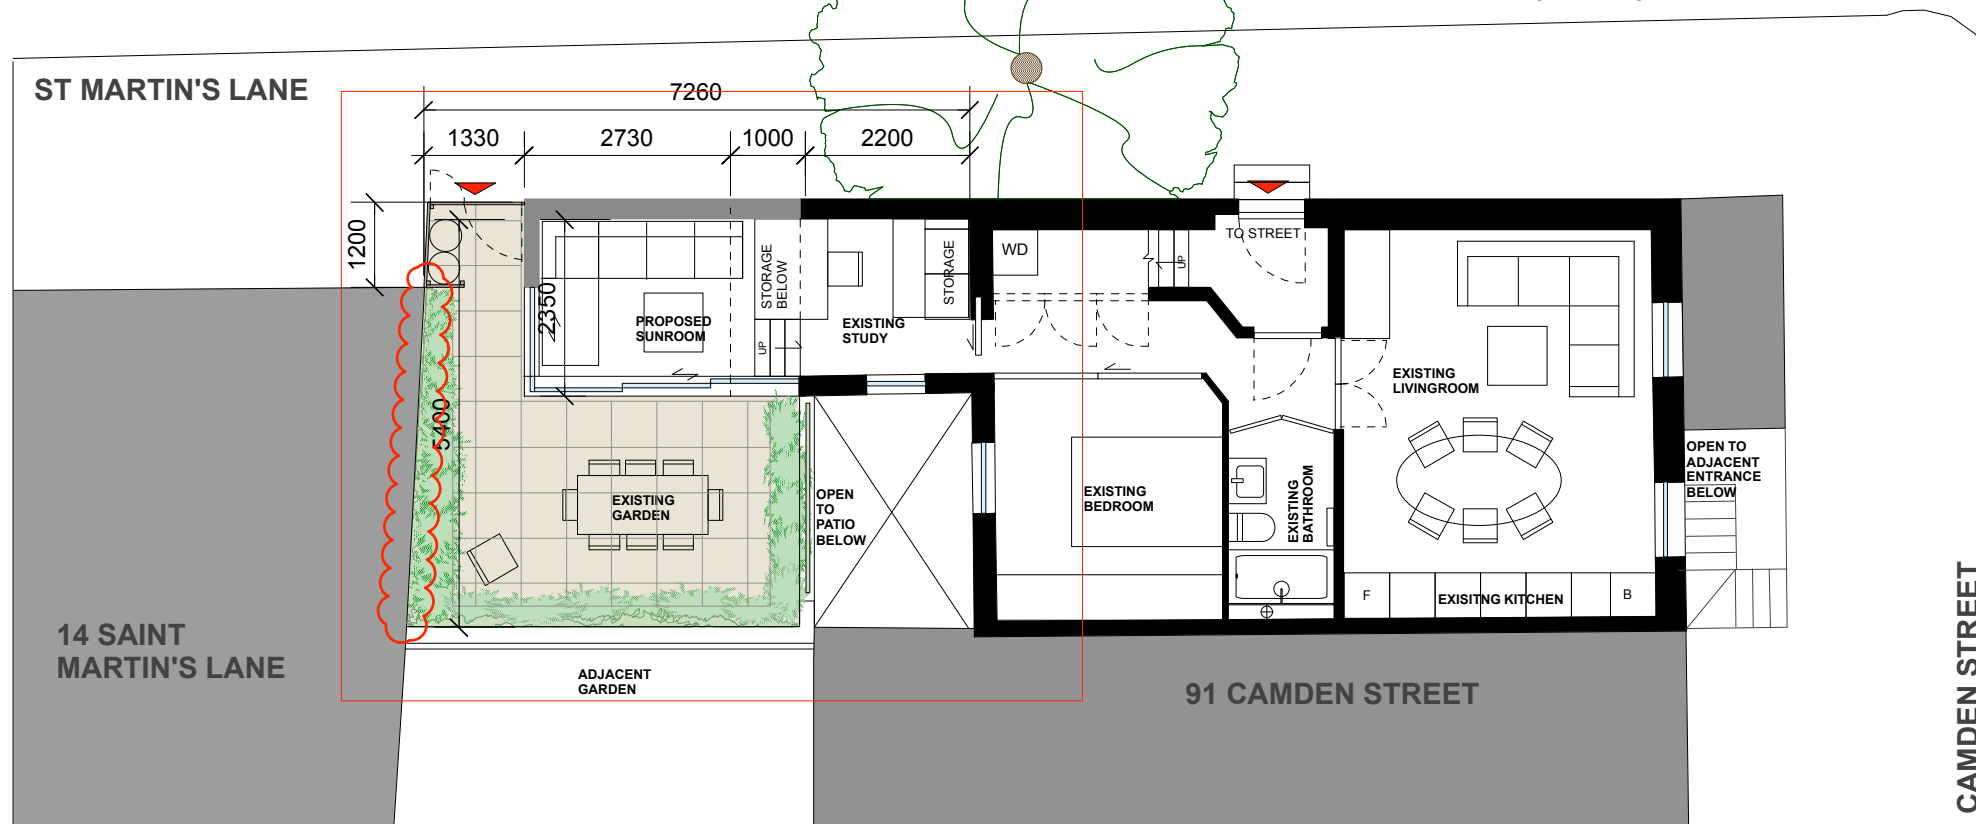 ST MARTIN'S LANE
7260
1330
2730
1000
2200
1200
2350
5400
STORAGE
BELOW
STORAGE
WD
UP
TO STREET
PROPOSED
SUNROOM
UP
EXISTING
STUDY
EXISTING
LIVINGROOM
EXISTING
GARDEN
OPEN
TO
PATIO
BELOW
EXISTING
BEDROOM
EXISTING
BATHROOM
OPEN TO
ADJACENT
ENTRANCE
BELOW
F
EXISITNG KITCHEN
B
14 SAINT
MARTIN'S LANE
ADJACENT
GARDEN
91 CAMDEN STREET
CAMDEN STREET